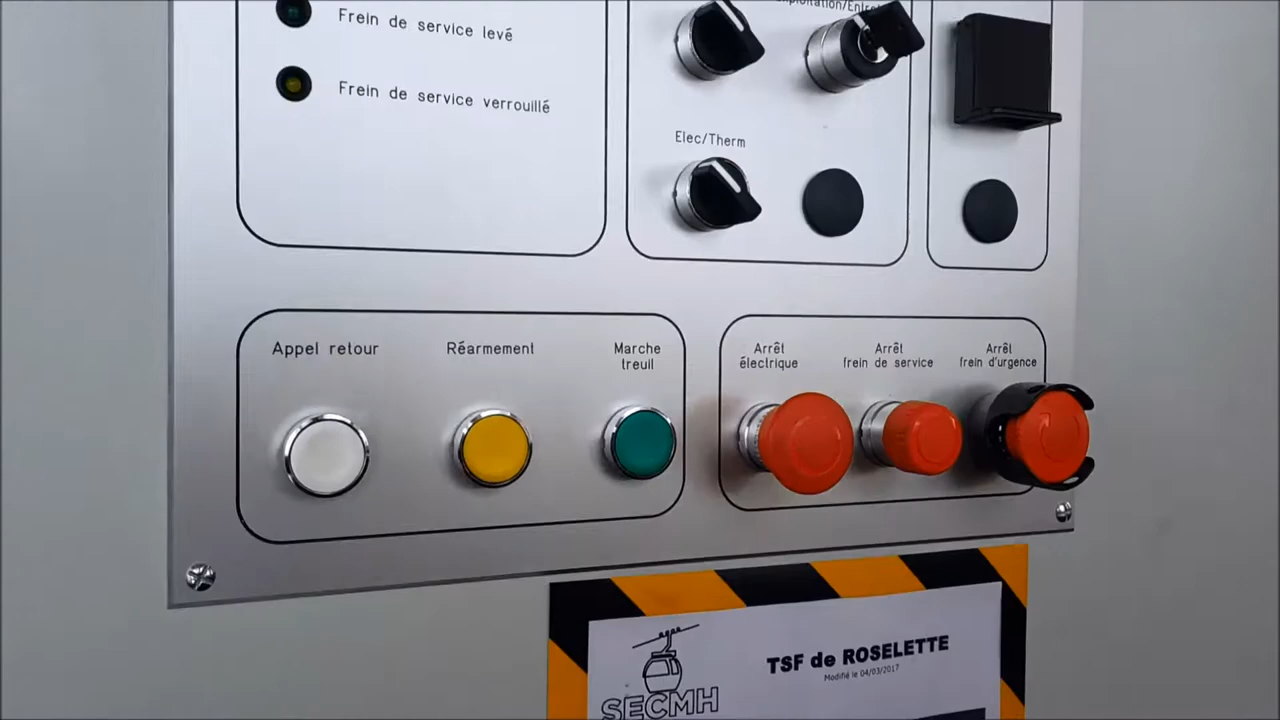 Frein de service levé
Frein de service verrouillé
Elec/Therm
Appel retour
Réarmement
Marche
treuil
Arrêt
électrique
Arrêt
frein de service
Arrêt
frein d'urgence
TSF de ROSELETTE
Modifié le 04/03/2017
SECMH